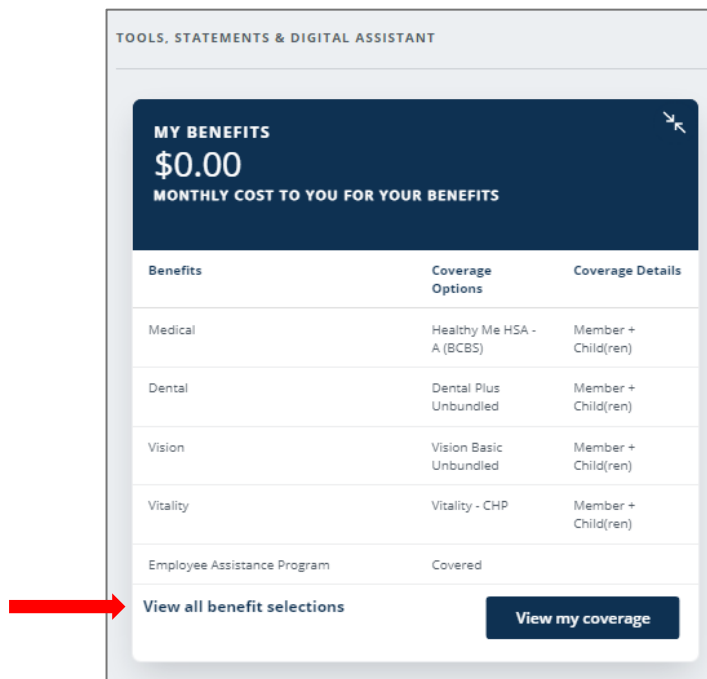 TOOLS, STATEMENTS & DIGITAL ASSISTANT
MY BENEFITS
$0.00
MONTHLY COST TO YOU FOR YOUR BENEFITS
Benefits Coverage Options Coverage Details
Medical Healthy Me HSA - A (BCBS) Member + Child(ren)
Dental Dental Plus Unbundled Member + Child(ren)
Vision Vision Basic Unbundled Member + Child(ren)
Vitality Vitality - CHP Member + Child(ren)
Employee Assistance Program Covered
View all benefit selections View my coverage